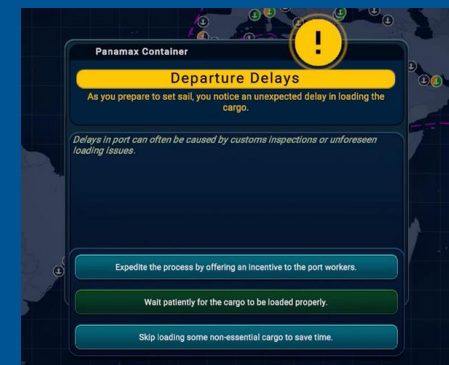 !
Panamax Container
Departure Delays
As you prepare to set sail, you notice an unexpected delay in loading the
cargo.
Delays in port can often be caused by customs inspections or unforeseen
loading issues.
Expedite the process by offering an incentive to the port workers.
Wait patiently for the cargo to be loaded properly.
Skip loading some non-essential cargo to save time.